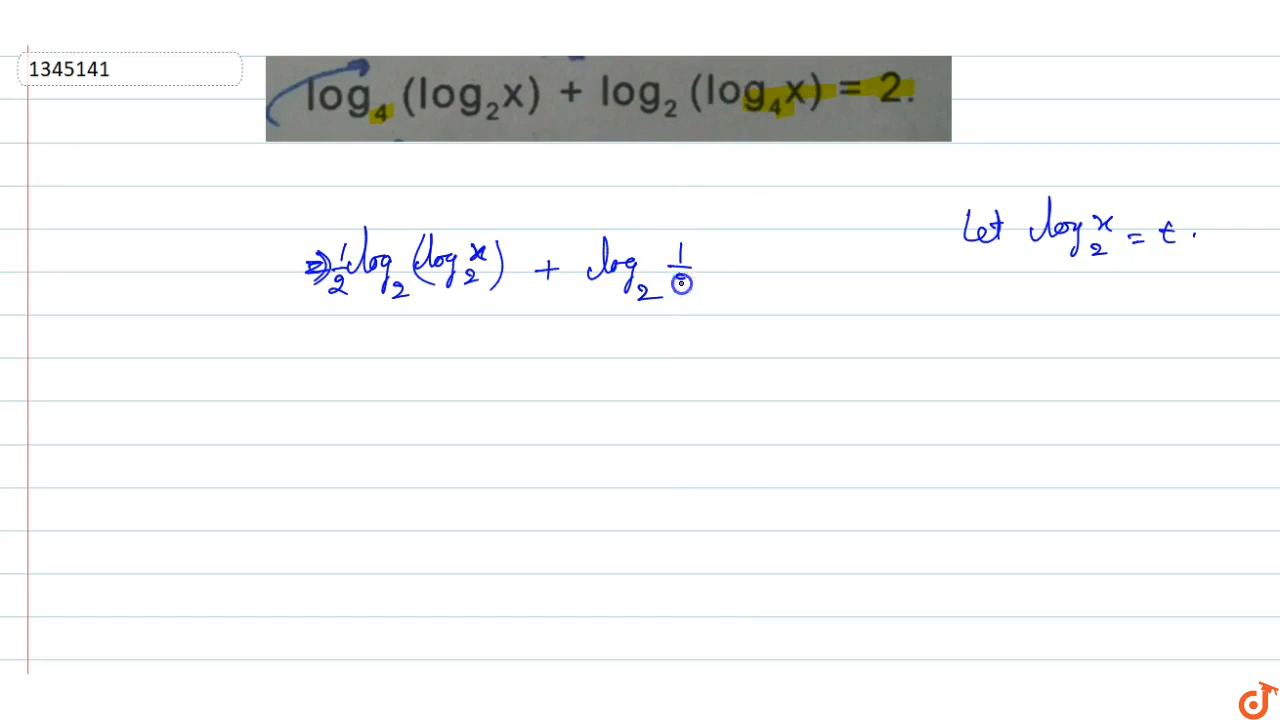 1345141
log₄ (log₂x) + log₂ (log₄x) = 2.
Let log₂ x = t.
⇒ 1/2 log₂ (log₂ x) + log₂ 1/